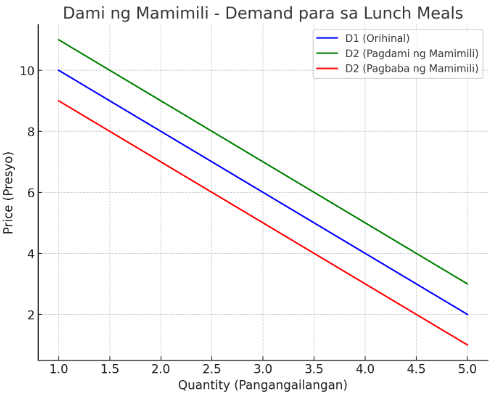 Dami ng Mamimili - Demand para sa Lunch Meals
D1 (Orihinal)
D2 (Pagdami ng Mamimili)
D2 (Pagbaba ng Mamimili)
Price (Presyo)
10
8
6
4
2
1.0 1.5 2.0 2.5 3.0 3.5 4.0 4.5 5.0
Quantity (Pangangailangan)